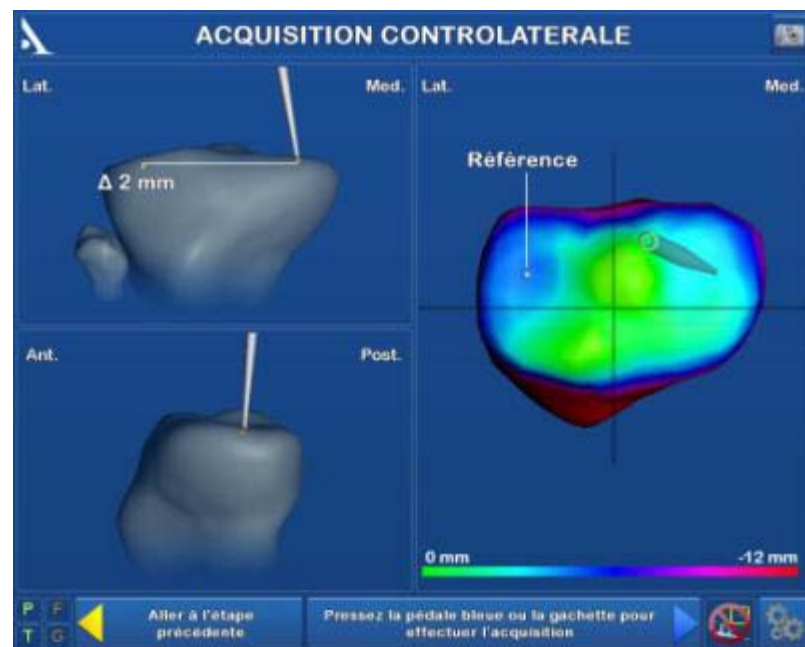 ACQUISITION CONTROLATERALE
Lat.
Med.
Δ 2 mm
Ant.
Post.
Lat.
Med.
Référence
0 mm
-12 mm
P F
T G
Aller à l'étape
précédente
Pressez la pédale bleue ou la gachette pour
effectuer l'acquisition